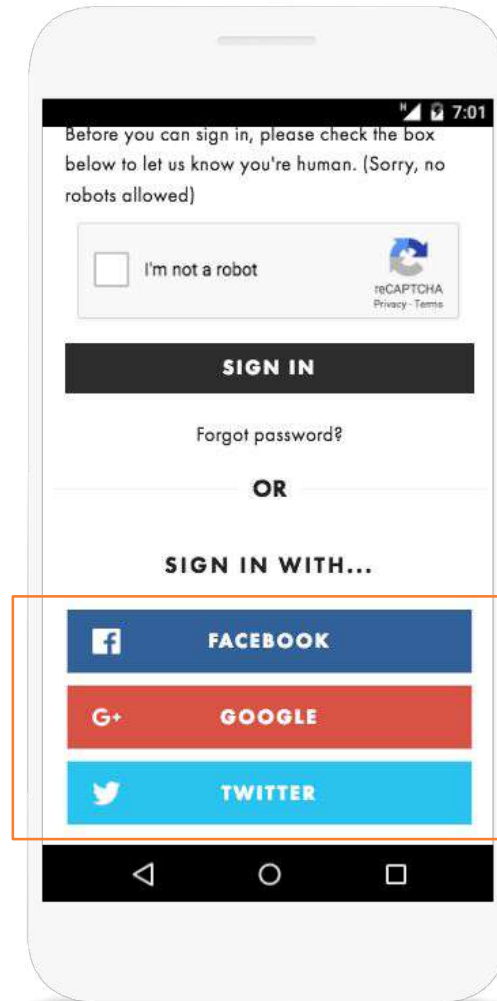 H 7:01
Before you can sign in, please check the box
below to let us know you're human. (Sorry, no
robots allowed)
I'm not a robot
reCAPTCHA
Privacy - Terms
SIGN IN
Forgot password?
OR
SIGN IN WITH...
f FACEBOOK
G+ GOOGLE
TWITTER